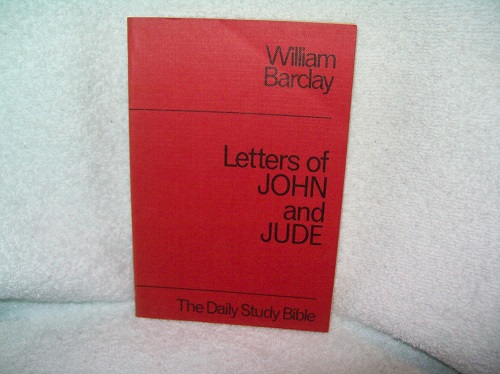 William
Barclay
Letters of
JOHN
and
JUDE
The Daily Study Bible